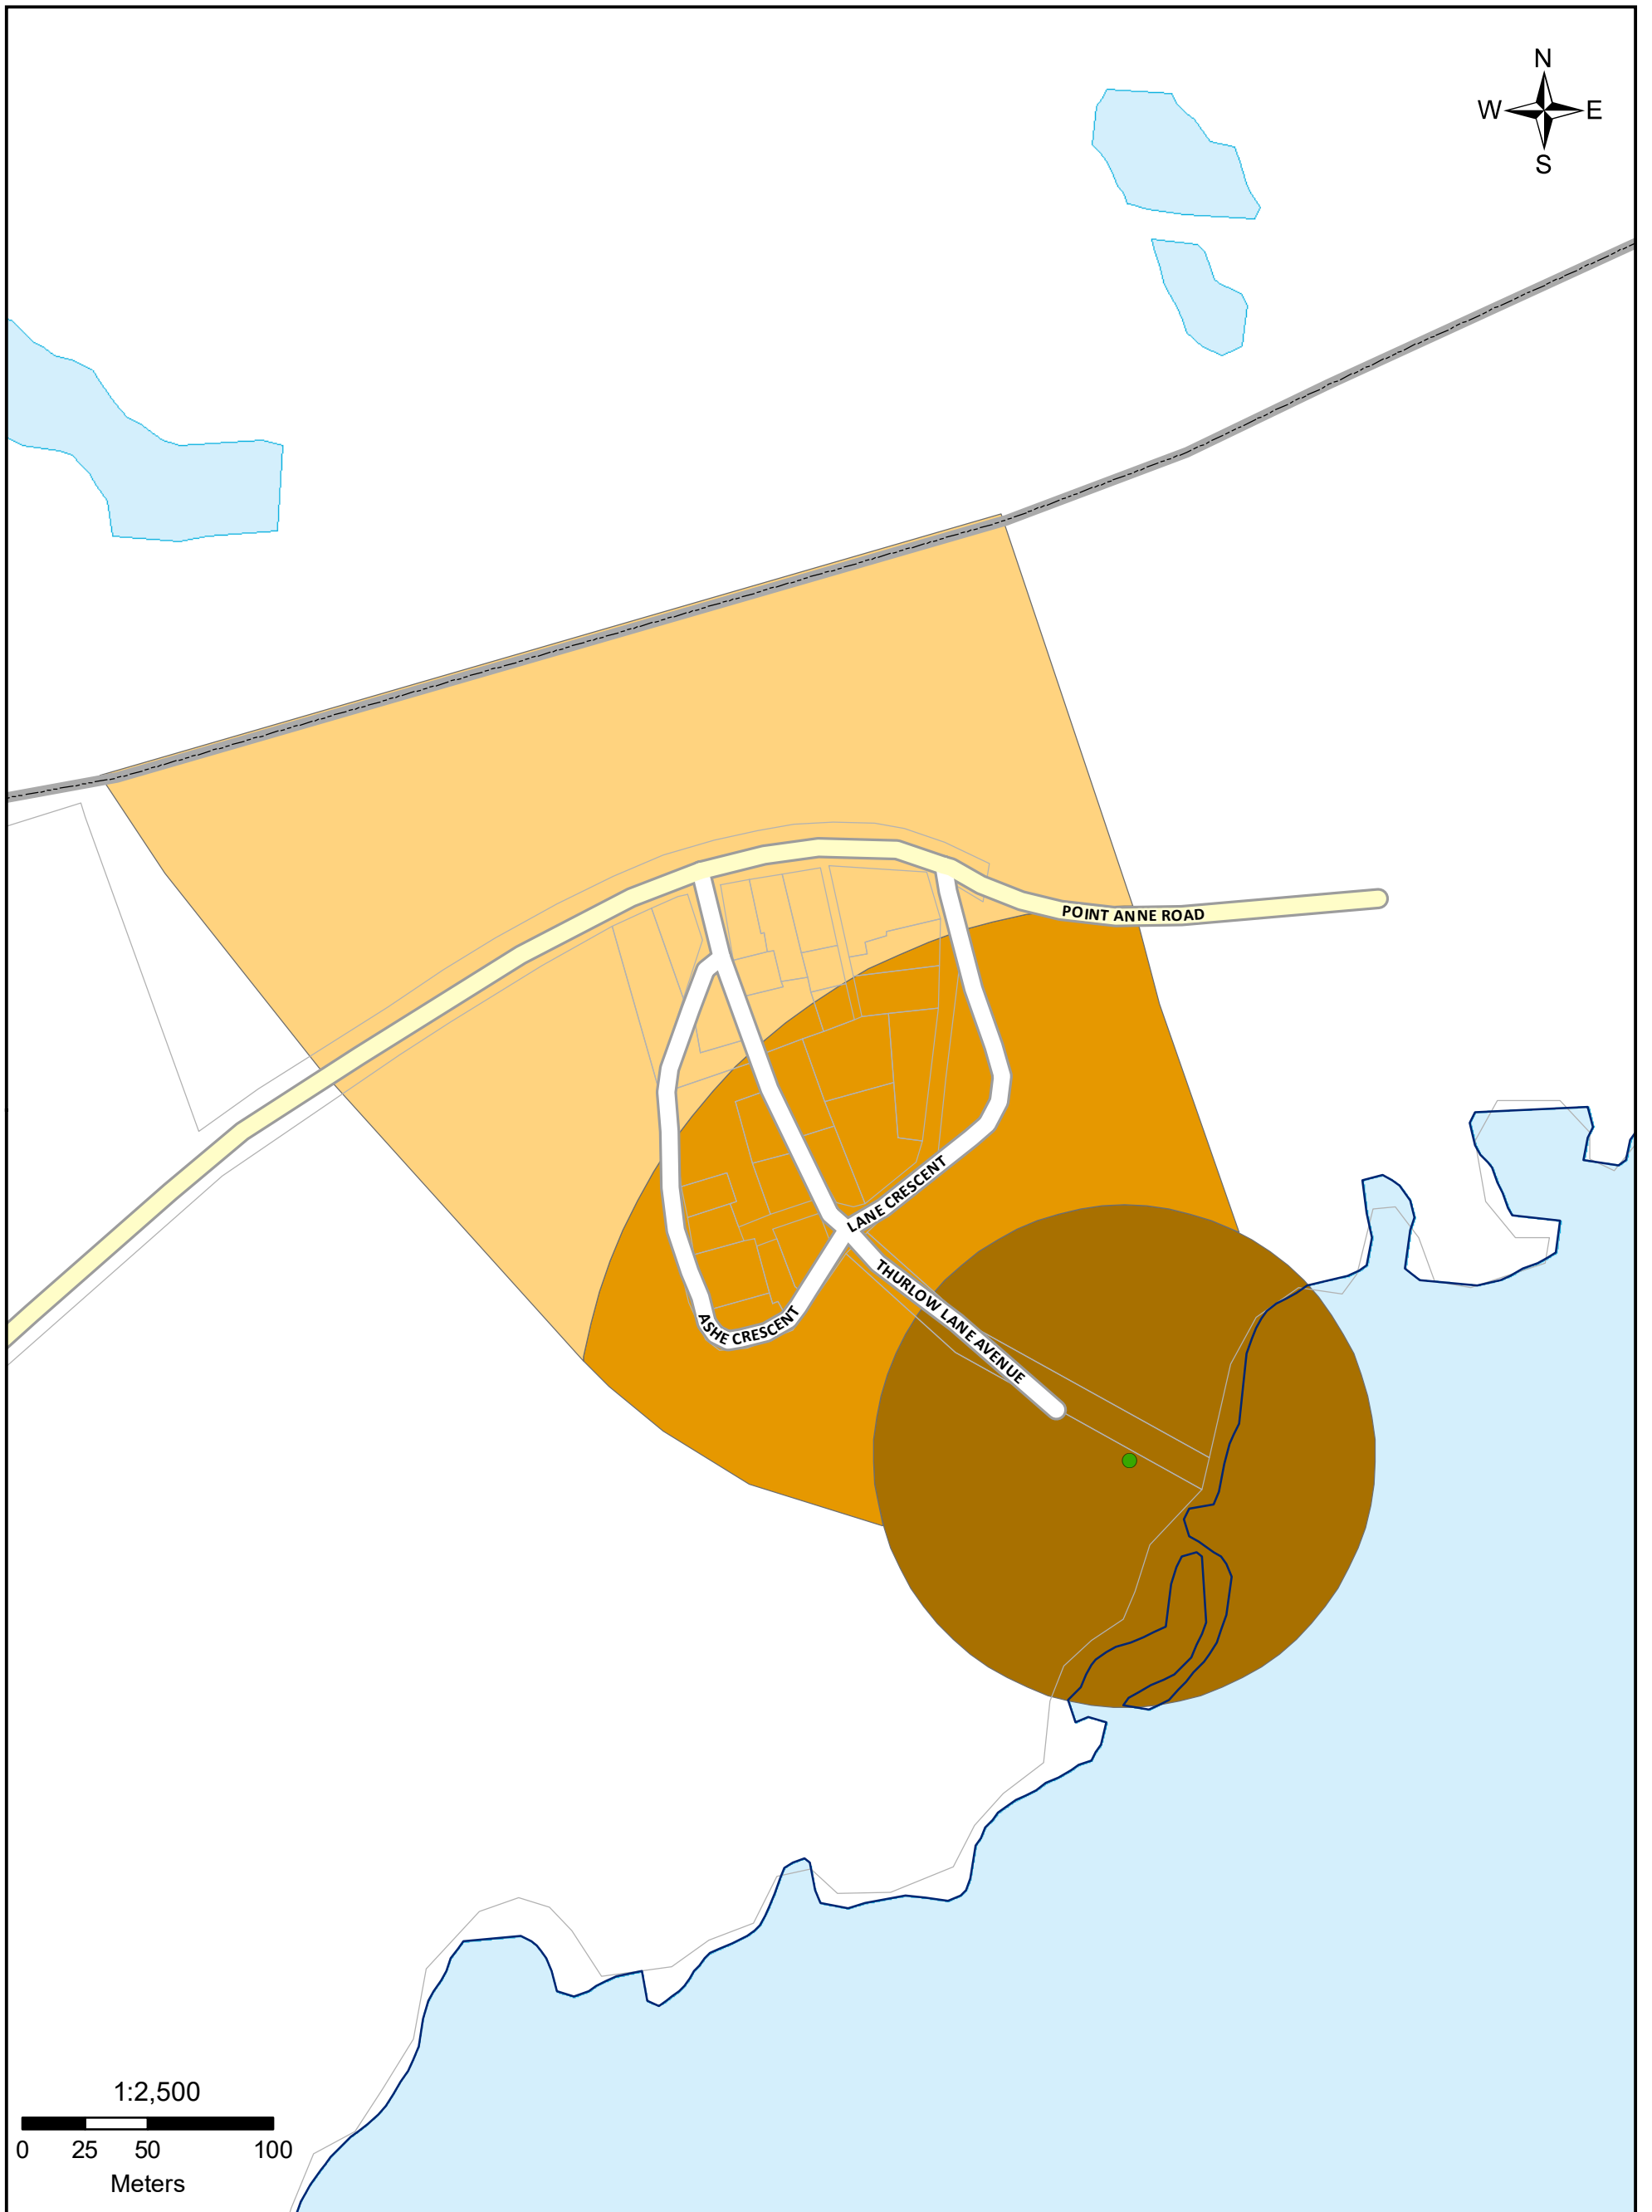 N
W E
S
POINT ANNE ROAD
LANE CRESCENT
THURLOW LANE AVENUE
ASHE CRESCENT
1:2,500
0 25 50 100
Meters